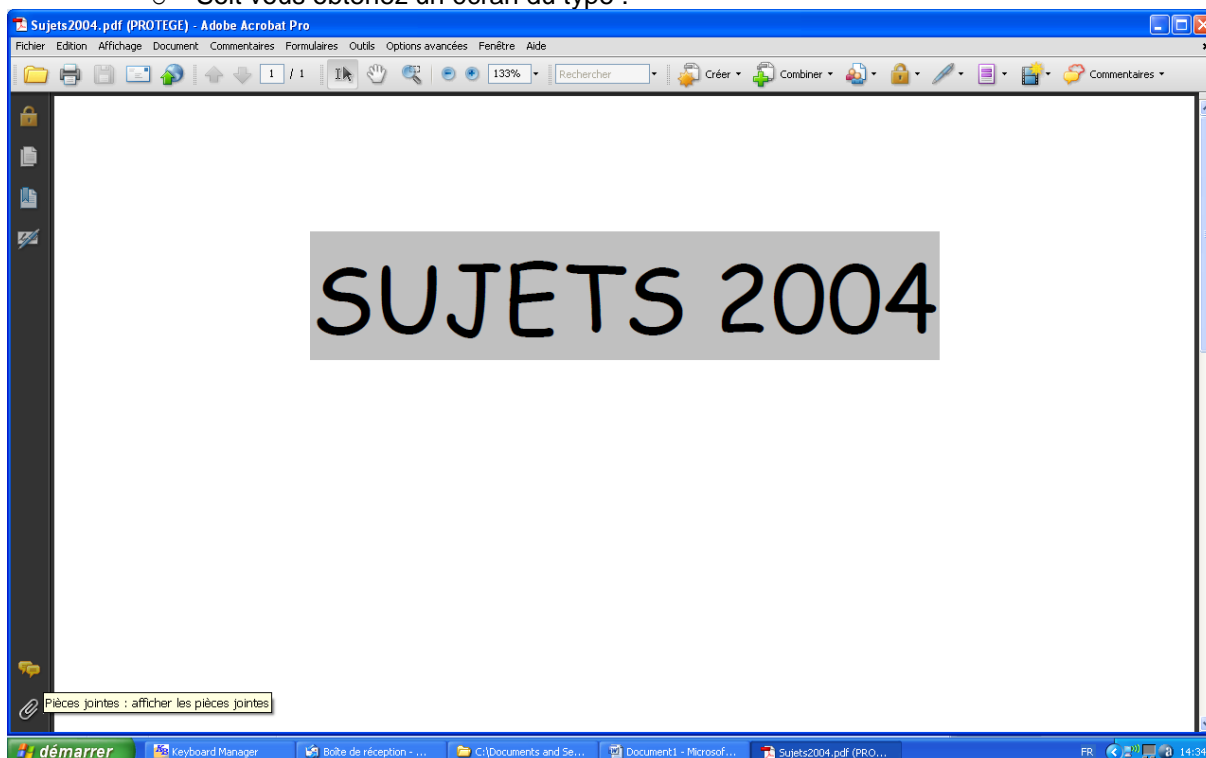 o Soit vous obtenez un écran du type :
Sujets2004.pdf (PROTEGE) - Adobe Acrobat Pro
Fichier Edition Affichage Document Commentaires Formulaires Outils Options avancées Fenêtre Aide
1 / 1 133% Rechercher Créer Combiner Commentaires
SUJETS 2004
Pièces jointes : afficher les pièces jointes
démarrer Keyboard Manager Boîte de réception - ... C:\Documents and Se... Document1 - Microsof... Sujets2004.pdf (PRO... FR 14:34